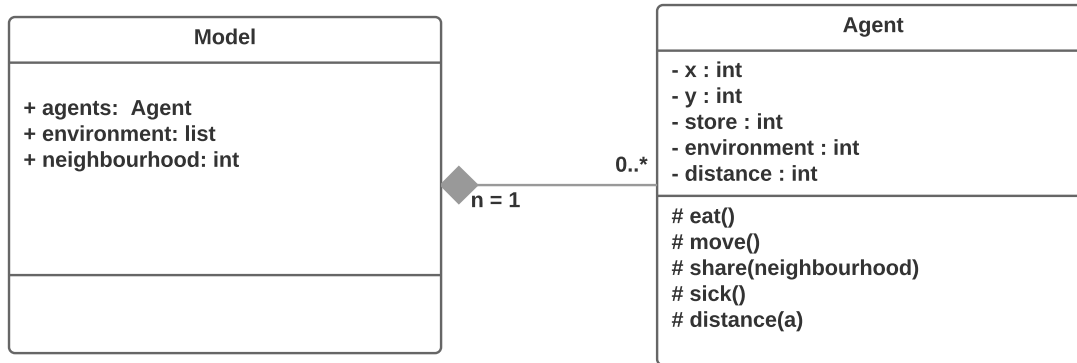 Model
+ agents:  Agent
+ environment: list
+ neighbourhood: int
n = 1
0..*
Agent
- x : int
- y : int
- store : int
- environment : int
- distance : int
# eat()
# move()
# share(neighbourhood)
# sick()
# distance(a)